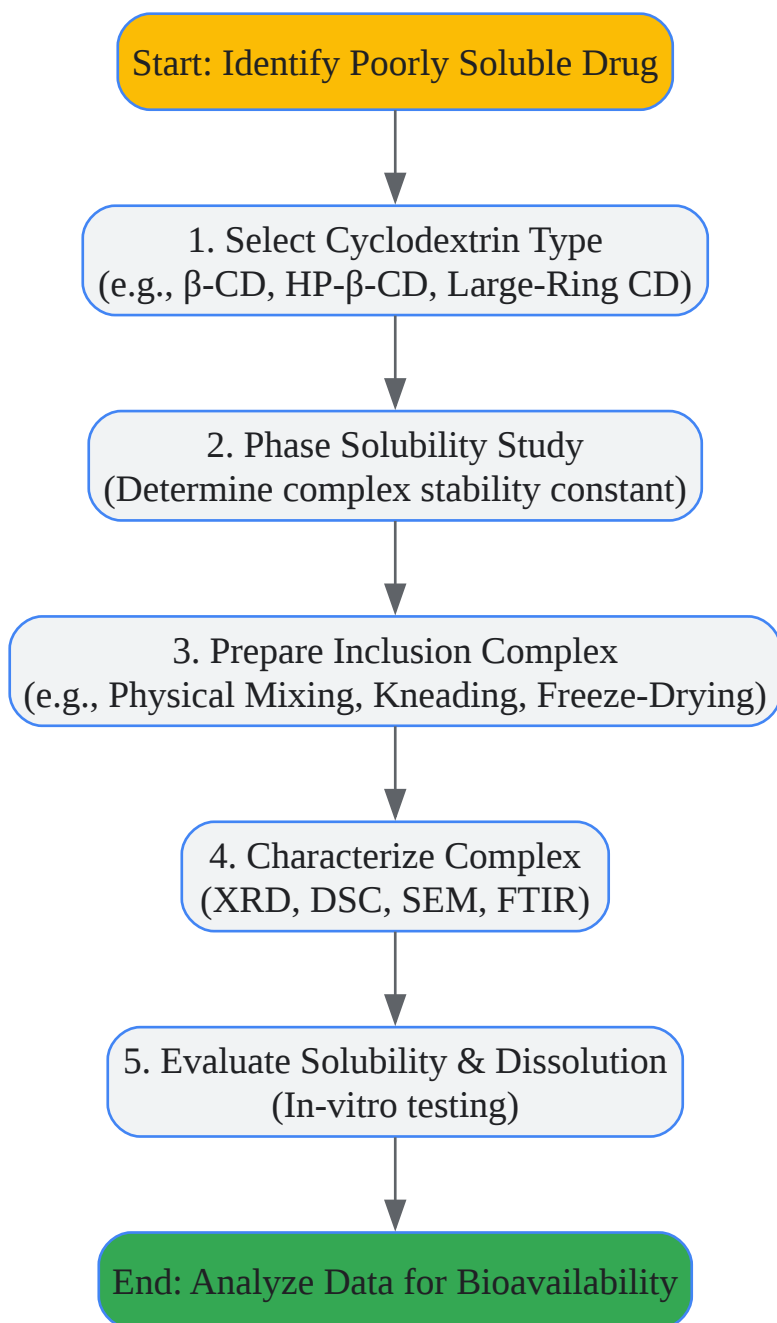 Start: Identify Poorly Soluble Drug
1. Select Cyclodextrin Type
(e.g., β-CD, HP-β-CD, Large-Ring CD)
2. Phase Solubility Study
(Determine complex stability constant)
3. Prepare Inclusion Complex
(e.g., Physical Mixing, Kneading, Freeze-Drying)
4. Characterize Complex
(XRD, DSC, SEM, FTIR)
5. Evaluate Solubility & Dissolution
(In-vitro testing)
End: Analyze Data for Bioavailability